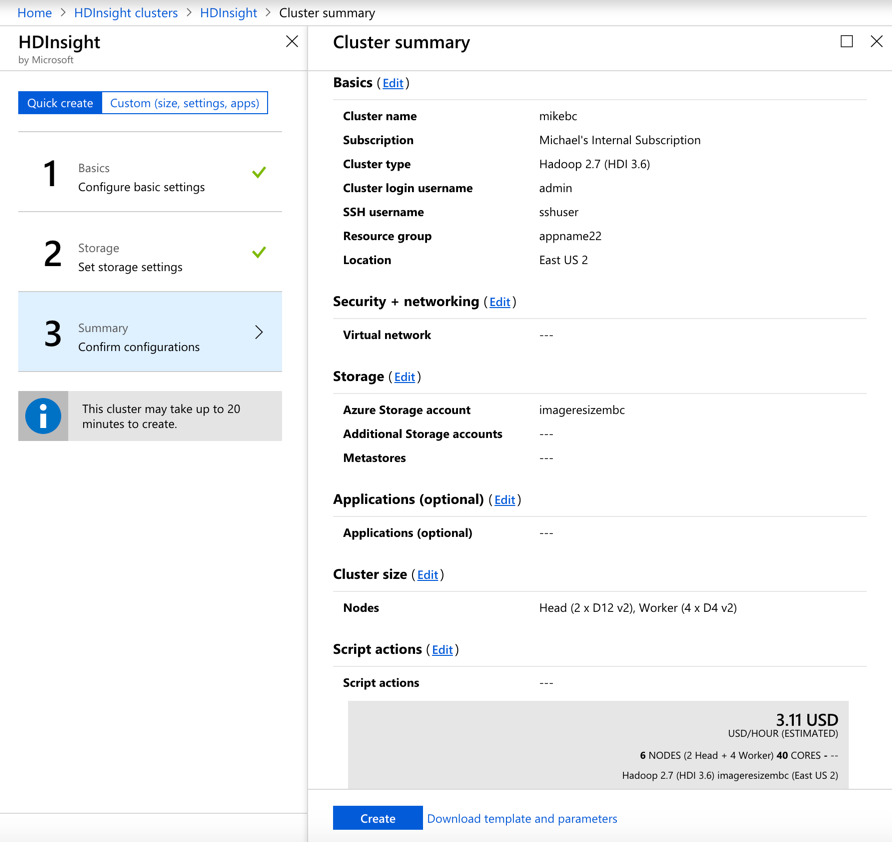 Home > HDInsight clusters > HDInsight > Cluster summary
HDInsight
by Microsoft
Quick create Custom (size, settings, apps)
1 Basics
Configure basic settings
2 Storage
Set storage settings
3 Summary
Confirm configurations
This cluster may take up to 20
minutes to create.
Cluster summary
Basics (Edit)
Cluster name mikebc
Subscription Michael's Internal Subscription
Cluster type Hadoop 2.7 (HDI 3.6)
Cluster login username admin
SSH username sshuser
Resource group appname22
Location East US 2
Security + networking (Edit)
Virtual network ---
Storage (Edit)
Azure Storage account imageresizembc
Additional Storage accounts ---
Metastores ---
Applications (optional) (Edit)
Applications (optional) ---
Cluster size (Edit)
Nodes Head (2 x D12 v2), Worker (4 x D4 v2)
Script actions (Edit)
Script actions ---
3.11 USD
USD/HOUR (ESTIMATED)
6 NODES (2 Head + 4 Worker) 40 CORES - --
Hadoop 2.7 (HDI 3.6) imageresizembc (East US 2)
Create Download template and parameters